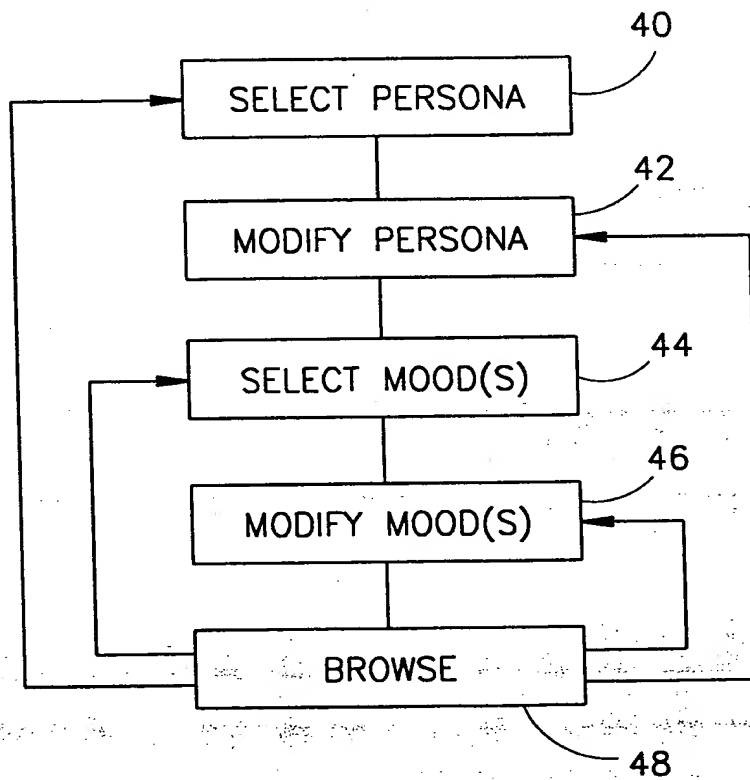 40
SELECT PERSONA
42
MODIFY PERSONA
44
SELECT MOOD(S)
46
MODIFY MOOD(S)
BROWSE
48